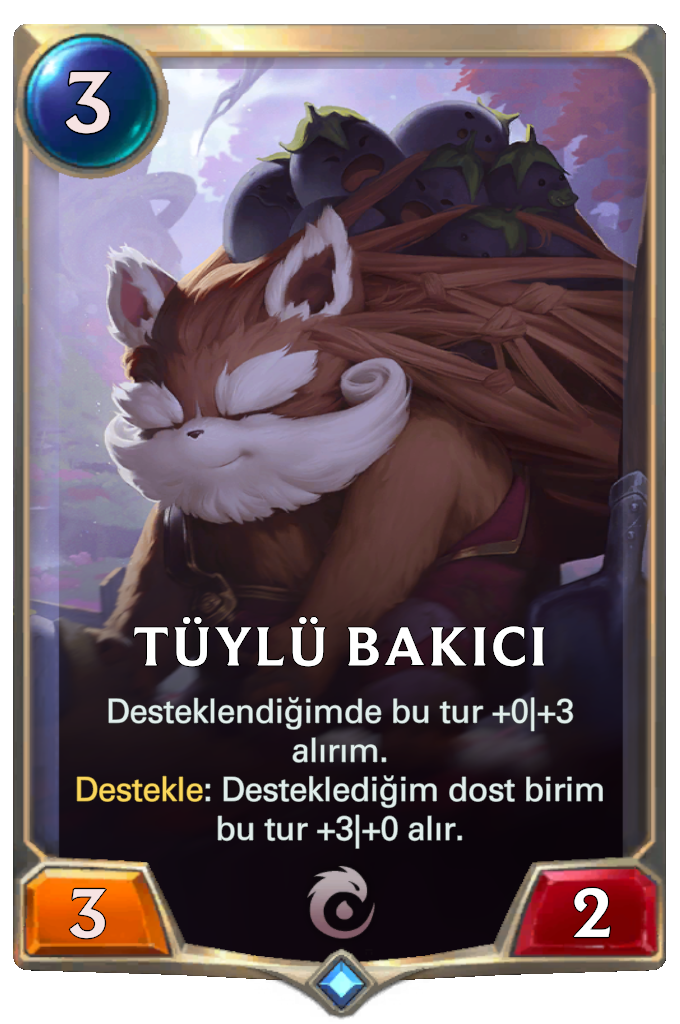 3
TÜYLÜ BAKICI
Desteklendiğimde bu tur +0|+3
alırım.
Destekle: Desteklediğim dost birim
bu tur +3|+0 alır.
3
2